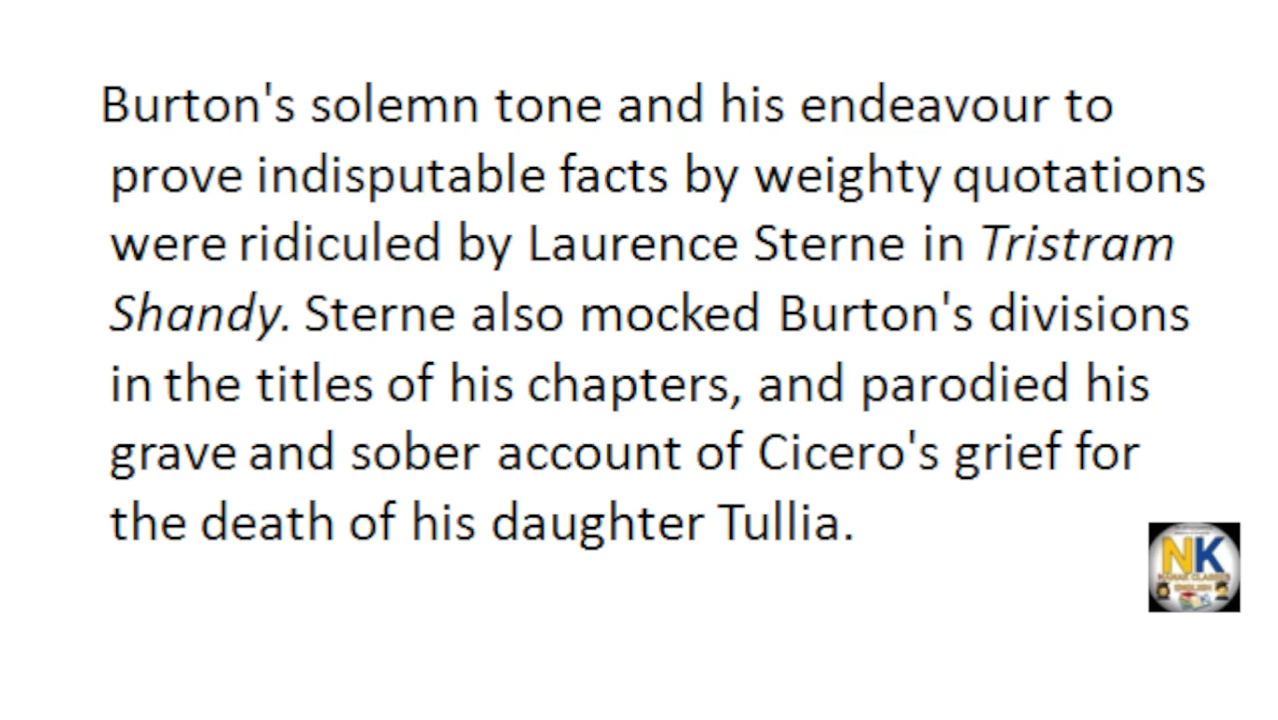 Burton's solemn tone and his endeavour to
prove indisputable facts by weighty quotations
were ridiculed by Laurence Sterne in Tristram
Shandy. Sterne also mocked Burton's divisions
in the titles of his chapters, and parodied his
grave and sober account of Cicero's grief for
the death of his daughter Tullia.
NK
ENGLISH